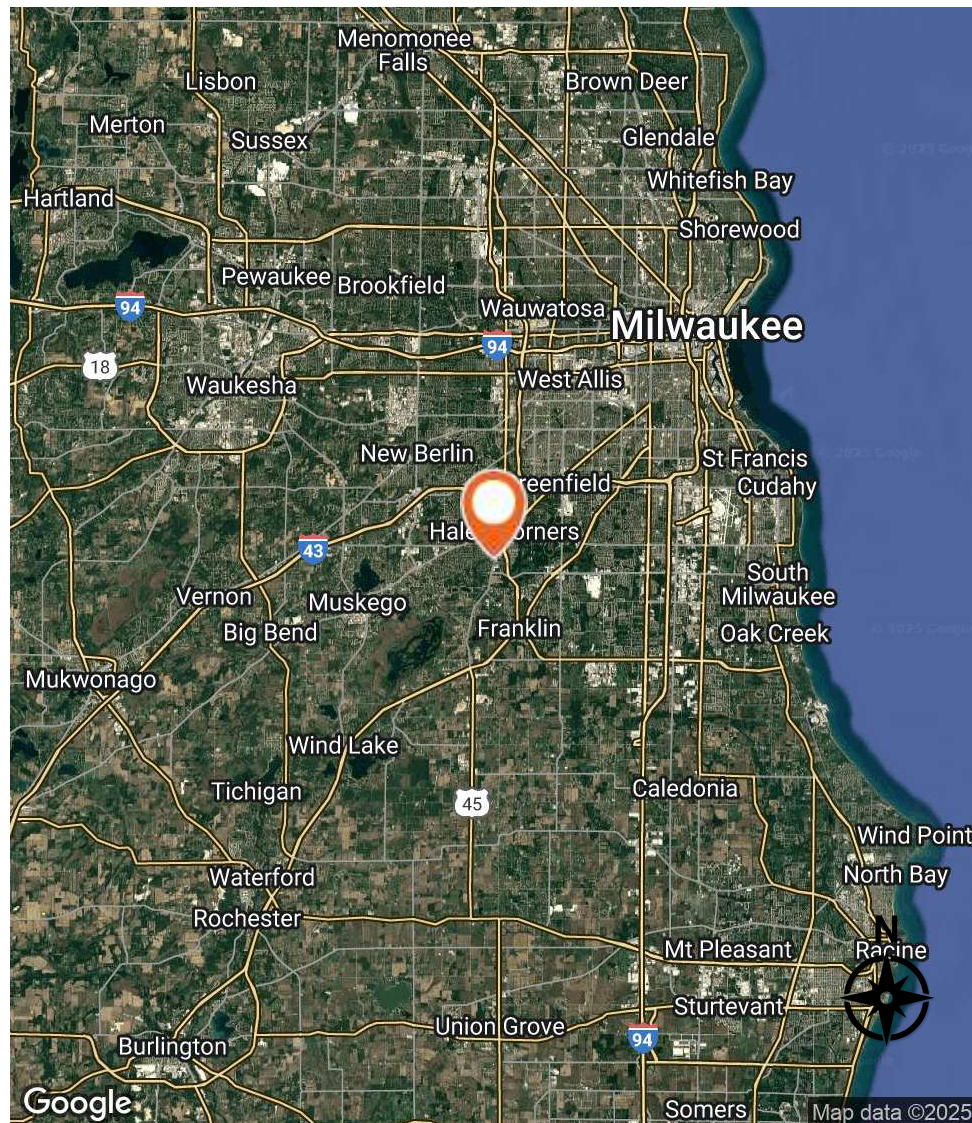 Menomonee
Falls
Lisbon
Brown Deer
Merton
Sussex
Glendale
Whitefish Bay
Hartland
Shorewood
Pewaukee
Brookfield
94
Wauwatosa
Milwaukee
94
18
Waukesha
West Allis
New Berlin
St Francis
reenfield
Cudahy
Hale
orners
43
South
Milwaukee
Vernon
Muskego
Big Bend
Franklin
Oak Creek
Mukwonago
Wind Lake
Tichigan
45
Caledonia
Wind Point
North Bay
Waterford
Rochester
N
Mt Pleasant
Racine
Sturtevant
Union Grove
94
Burlington
Google
Somers
Map data ©2025